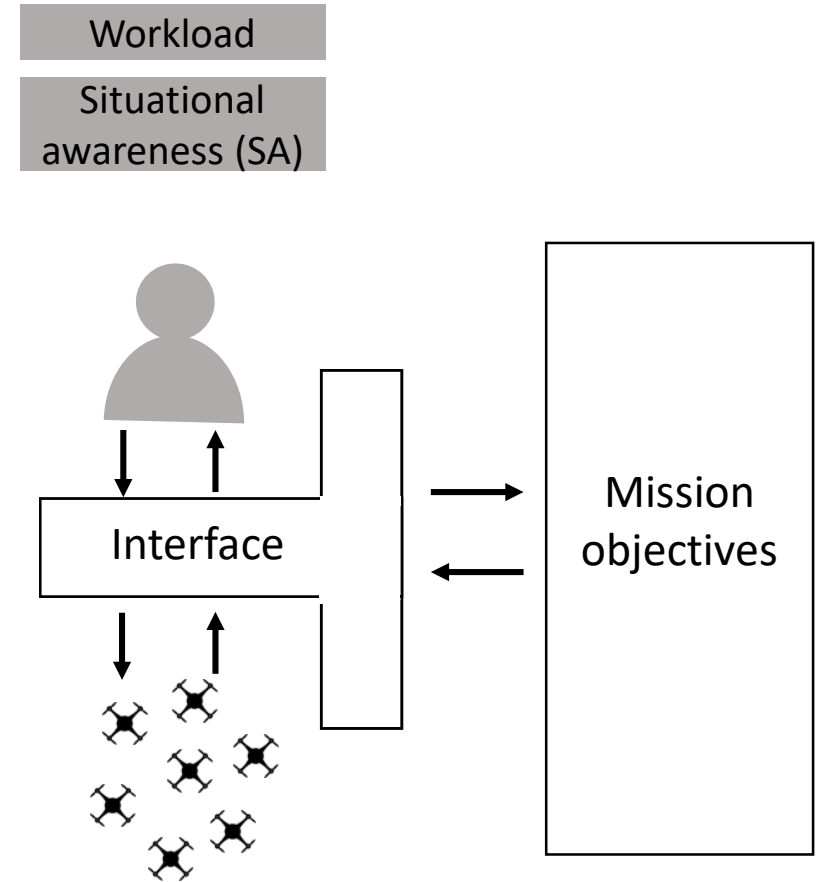 Workload
Situational
awareness (SA)
Interface
Mission
objectives